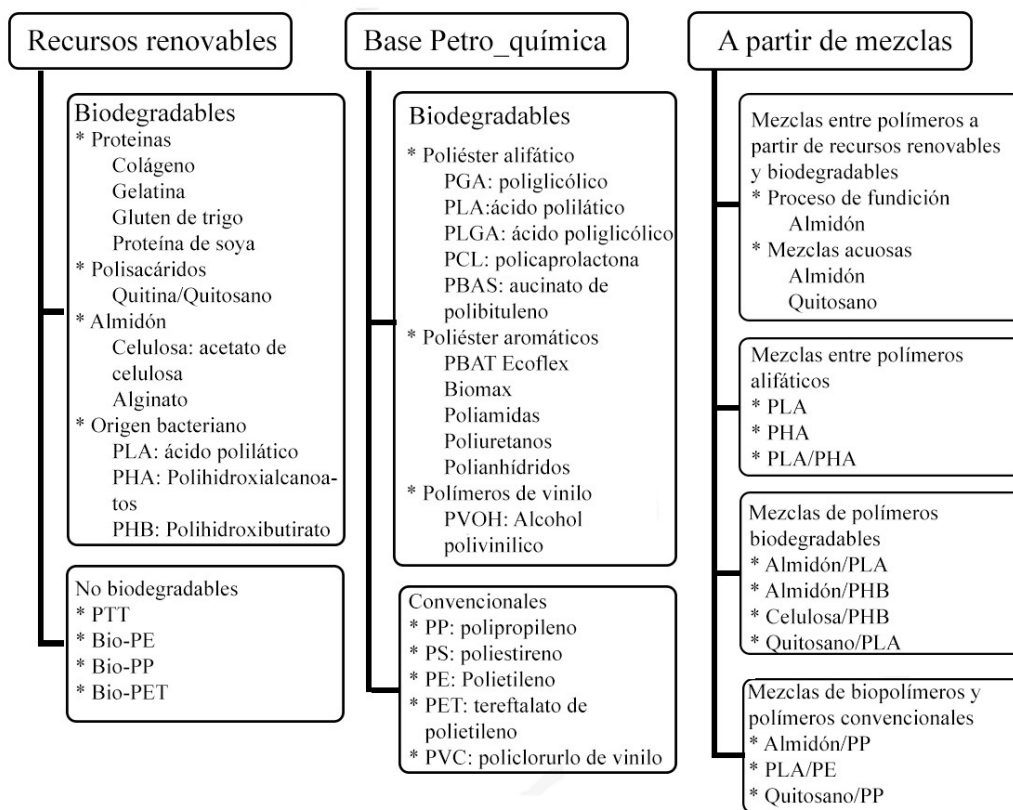 Recursos renovables
Biodegradables
* Proteinas
Colágeno
Gelatina
Gluten de trigo
Proteína de soya
* Polisacáridos
Quitina/Quitosano
* Almidón
Celulosa: acetato de
celulosa
Alginato
* Origen bacteriano
PLA: ácido polilático
PHA: Polihidroxialcanoa-
tos
PHB: Polihidroxibutirato
No biodegradables
* PTT
* Bio-PE
* Bio-PP
* Bio-PET
Base Petro_química
Biodegradables
* Poliéster alifático
PGA: poliglicólico
PLA:ácido polilático
PLGA: ácido poliglicólico
PCL: policaprolactona
PBAS: aucinato de
polibituleno
* Poliéster aromáticos
PBAT Ecoflex
Biomax
Poliamidas
Poliuretanos
Polianhídridos
* Polímeros de vinilo
PVOH: Alcohol
polivinilico
Convencionales
* PP: polipropileno
* PS: poliestireno
* PE: Polietileno
* PET: tereftalato de
polietileno
* PVC: policlorurlo de vinilo
A partir de mezclas
Mezclas entre polímeros a
partir de recursos renovables
y biodegradables
* Proceso de fundición
Almidón
* Mezclas acuosas
Almidón
Quitosano
Mezclas entre polímeros
alifáticos
* PLA
* PHA
* PLA/PHA
Mezclas de polímeros
biodegradables
* Almidón/PLA
* Almidón/PHB
* Celulosa/PHB
* Quitosano/PLA
Mezclas de biopolímeros y
polímeros convencionales
* Almidón/PP
* PLA/PE
* Quitosano/PP